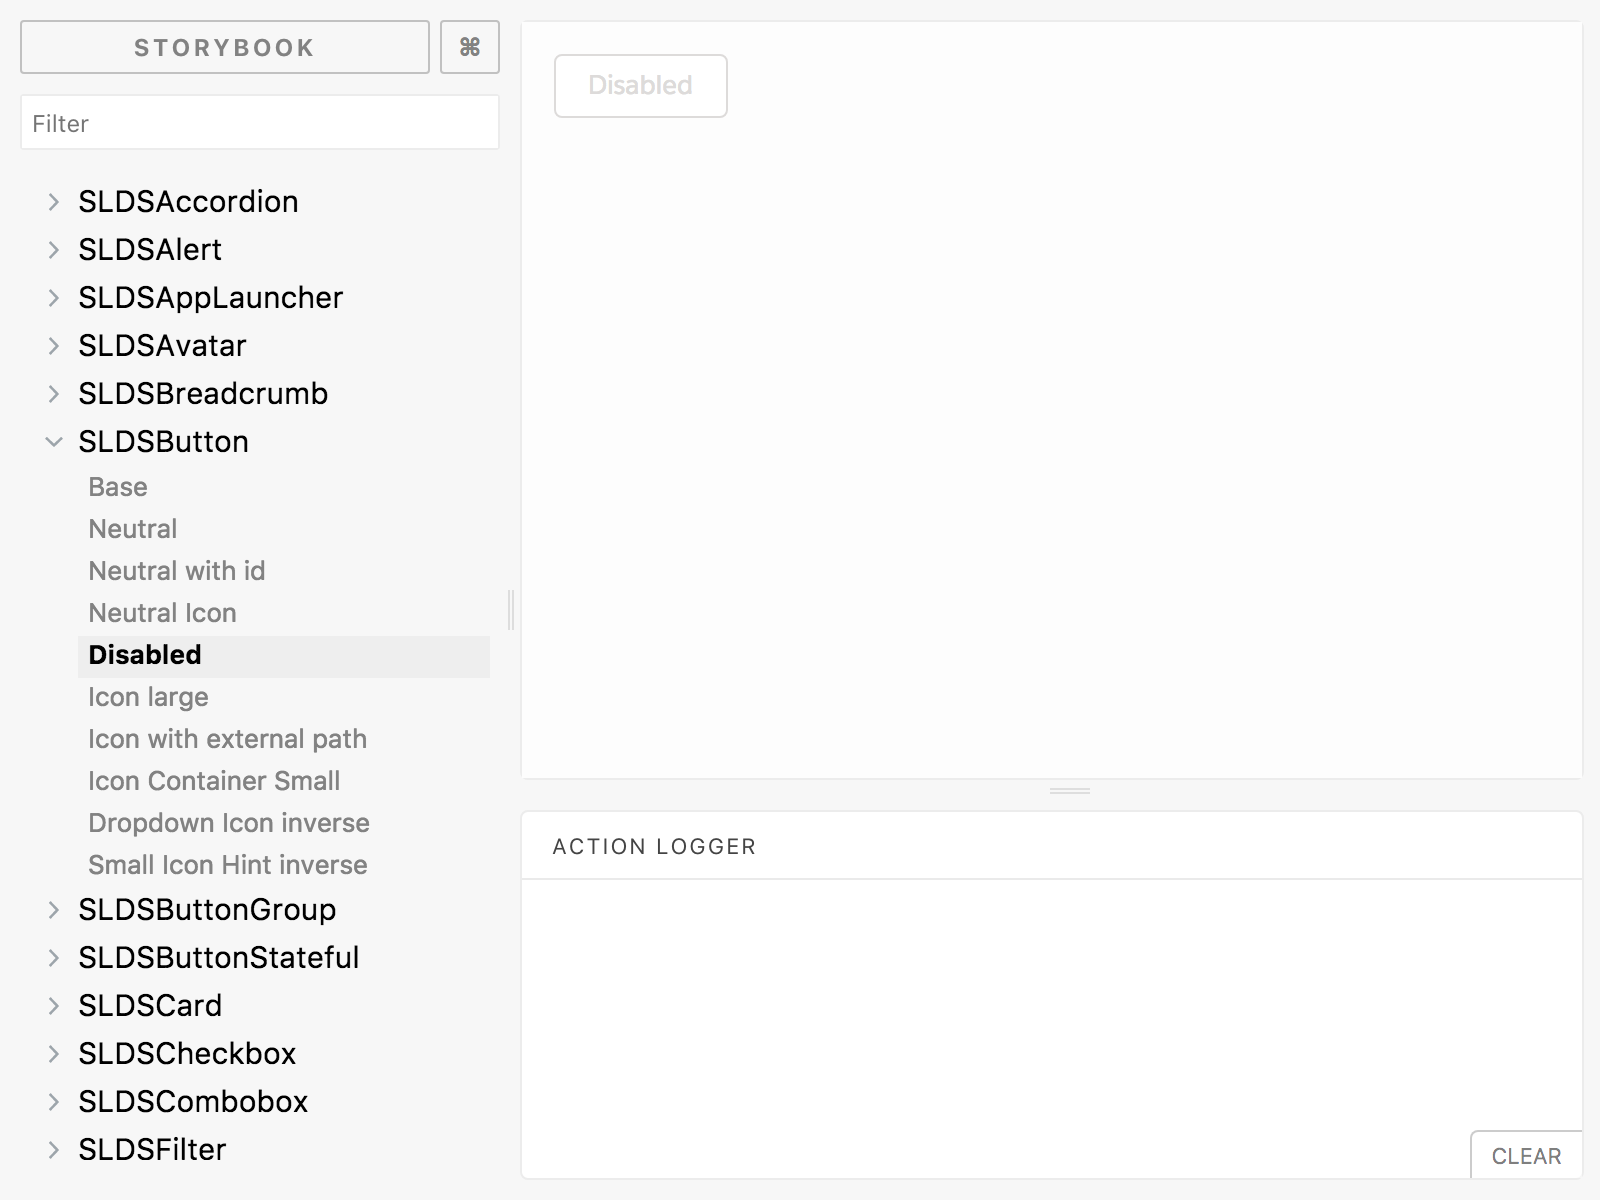 STORYBOOK
⌘
Filter
SLDSAccordion
SLDSAlert
SLDSAppLauncher
SLDSAvatar
SLDSBreadcrumb
SLDSButton
Base
Neutral
Neutral with id
Neutral Icon
Disabled
Icon large
Icon with external path
Icon Container Small
Dropdown Icon inverse
Small Icon Hint inverse
SLDSButtonGroup
SLDSButtonStateful
SLDSCard
SLDSCheckbox
SLDSCombobox
SLDSFilter
Disabled
ACTION LOGGER
CLEAR